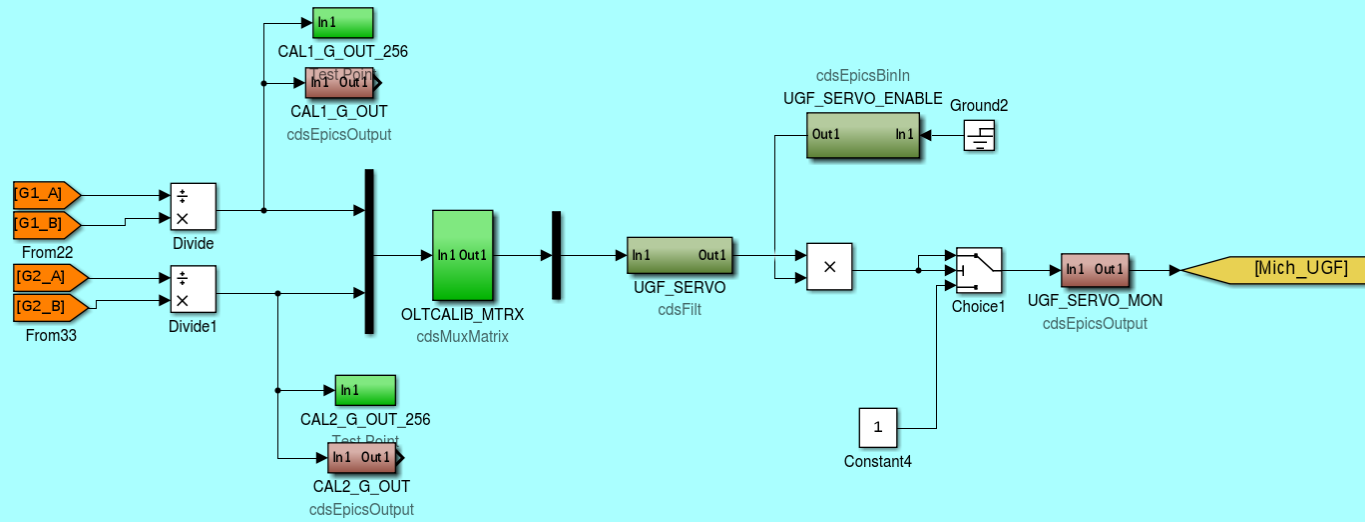 In1
CAL1_G_OUT_256
Test Point
In1 Out1
CAL1_G_OUT
cdsEpicsOutput
cdsEpicsBinIn
UGF_SERVO_ENABLE
Out1 In1
Ground2
[G1_A]
[G1_B]
From22
÷
×
Divide
[G2_A]
[G2_B]
From33
÷
×
Divide1
In1 Out1
OLTCALIB_MTRX
cdsMuxMatrix
In1 Out1
UGF_SERVO
cdsFilt
×
Choice1
In1 Out1
UGF_SERVO_MON
cdsEpicsOutput
[Mich_UGF]
In1
CAL2_G_OUT_256
Test Point
In1 Out1
CAL2_G_OUT
cdsEpicsOutput
1
Constant4